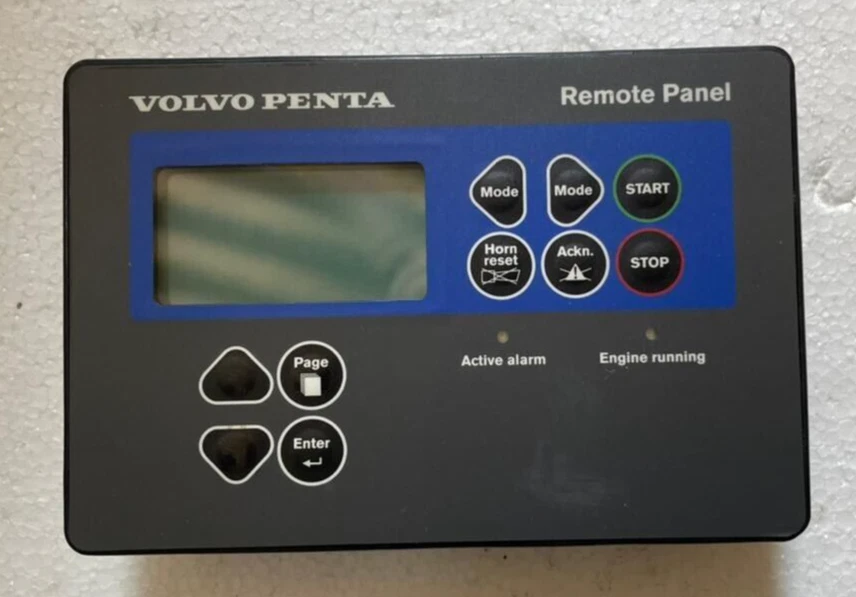 VOLVO PENTA
Remote Panel
Mode
Mode
START
Horn
reset
Ackn.
STOP
Active alarm
Engine running
Page
Enter